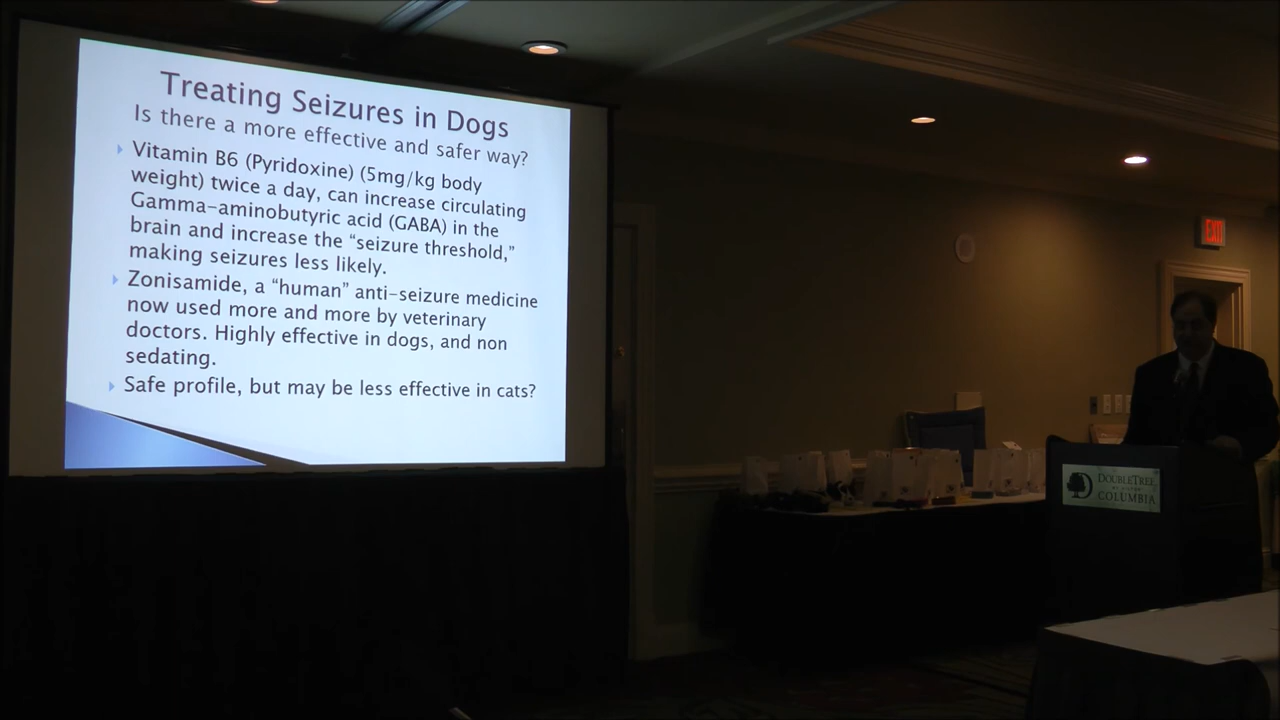 Treating Seizures in Dogs
Is there a more effective and safer way?
Vitamin B6 (Pyridoxine) (5mg/kg body
weight) twice a day, can increase circulating
Gamma-aminobutyric acid (GABA) in the
brain and increase the “seizure threshold,”
making seizures less likely.
Zonisamide, a “human” anti-seizure medicine
now used more and more by veterinary
doctors. Highly effective in dogs, and non
sedating.
Safe profile, but may be less effective in cats?
EXIT
D DOUBLETREE
BY HILTON
COLUMBIA